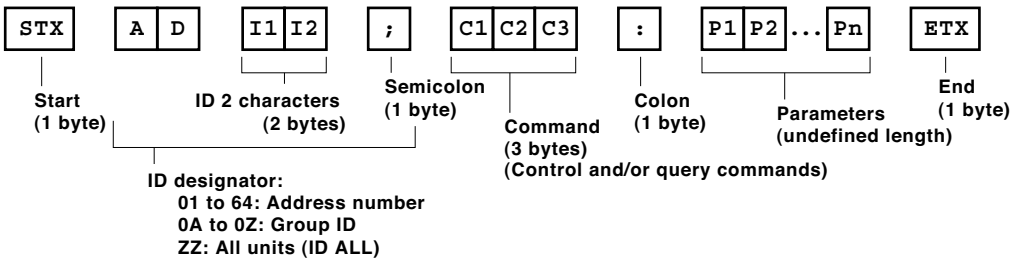 STX A D I1 I2 ; C1 C2 C3 : P1 P2 ... Pn ETX
Start
(1 byte)
ID 2 characters
(2 bytes)
Semicolon
(1 byte)
Command
(3 bytes)
(Control and/or query commands)
Colon
(1 byte)
Parameters
(undefined length)
End
(1 byte)
ID designator:
01 to 64: Address number
0A to 0Z: Group ID
ZZ: All units (ID ALL)